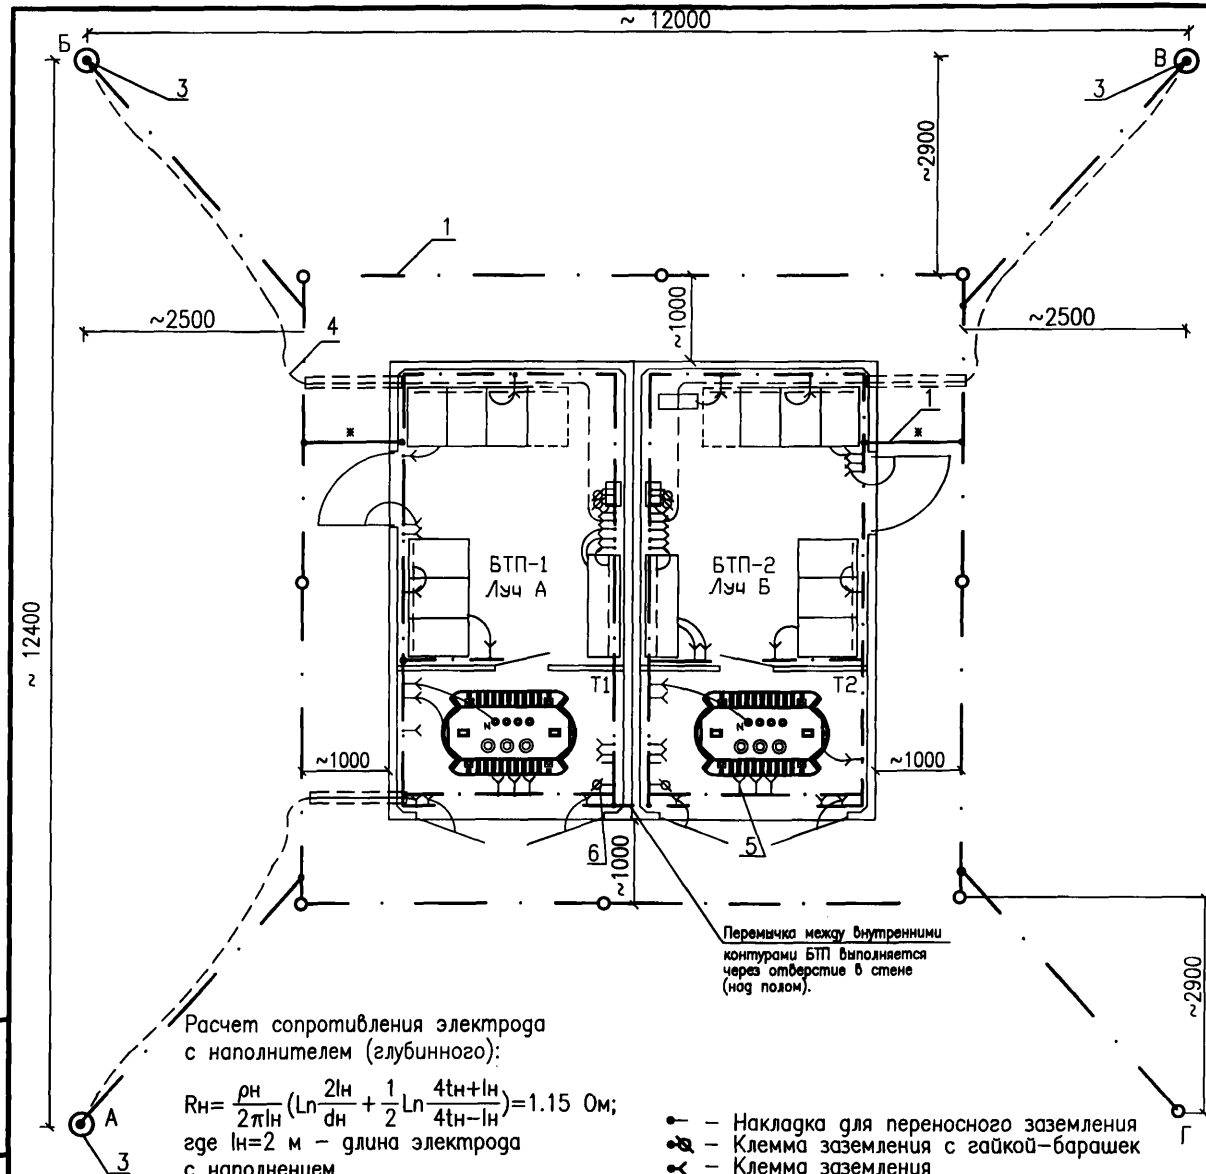 ~ 12000
Б
В
3
3
~2900
1
~1000
~2500
4
~2500
1
ж
ж
БТП-1
Луч А
БТП-2
Луч Б
~ 12400
Т1
Т2
N
N
~1000
~1000
6
~1000
5
Перемычка между внутренними
контурами БТП выполняется
через отверстие в стене
(над полом).
~2900
Расчет сопротивления электрода
с наполнителем (глубинного):
Rн= ρн/2πlн (Ln 2lн/dн + 1/2 Ln 4tн+lн/4tн-lн)=1.15 Ом;
где lн=2 м – длина электрода
с наполнением
А
3
Г
– Накладка для переносного заземления
– Клемма заземления с гайкой-барашек
– Клемма заземления